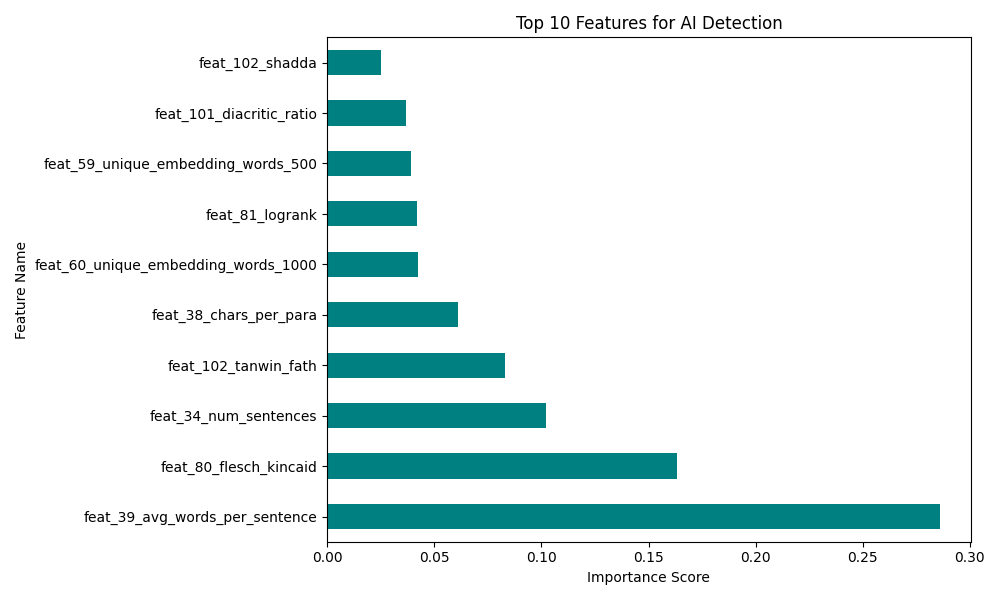 Top 10 Features for AI Detection
Feature Name
feat_102_shadda
feat_101_diacritic_ratio
feat_59_unique_embedding_words_500
feat_81_logrank
feat_60_unique_embedding_words_1000
feat_38_chars_per_para
feat_102_tanwin_fath
feat_34_num_sentences
feat_80_flesch_kincaid
feat_39_avg_words_per_sentence
0.00 0.05 0.10 0.15 0.20 0.25 0.30
Importance Score